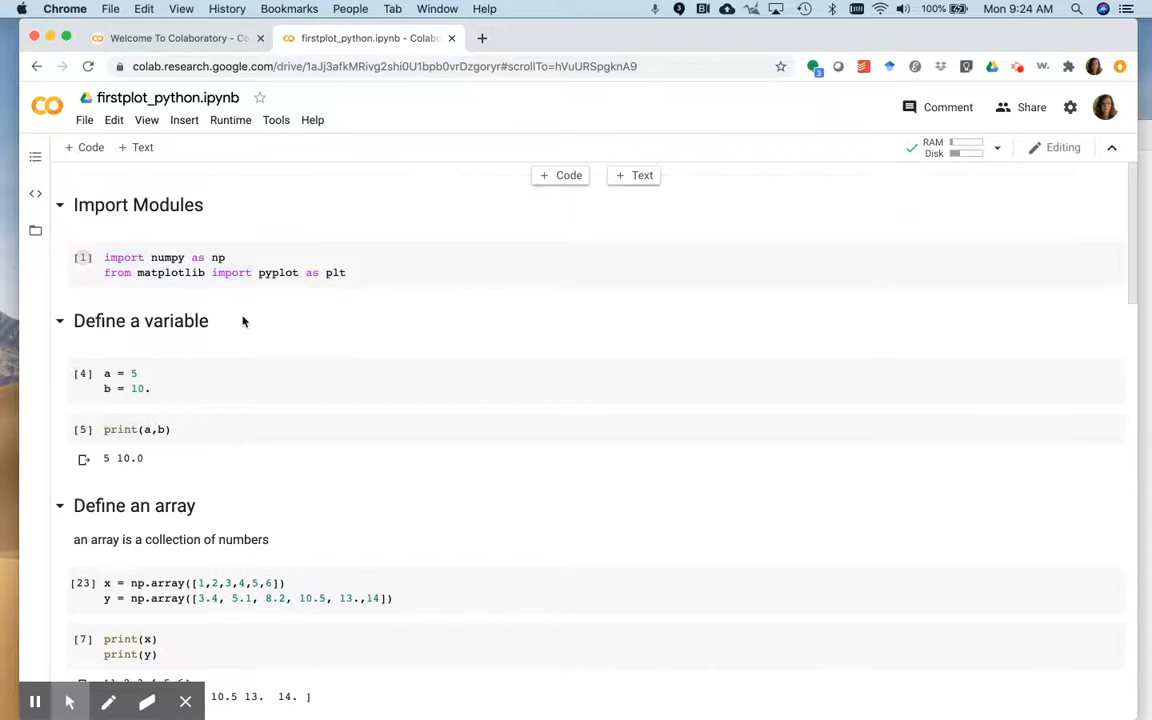 Chrome File Edit View History Bookmarks People Tab Window Help 100% Mon 9:24 AM
Welcome To Colaboratory - Co
firstplot_python.ipynb - Colab
colab.research.google.com/drive/1aJj3afkMRivg2shi0U1bpb0vrDzgoryr#scrollTo=hVuURSpgknA9
firstplot_python.ipynb
Comment Share
File Edit View Insert Runtime Tools Help
+ Code + Text
RAM
Disk
Editing
+ Code + Text
Import Modules
[1] import numpy as np
from matplotlib import pyplot as plt
Define a variable
[4] a = 5
b = 10.
[5] print(a,b)
5 10.0
Define an array
an array is a collection of numbers
[23] x = np.array([1,2,3,4,5,6])
y = np.array([3.4, 5.1, 8.2, 10.5, 13.,14])
[7] print(x)
print(y)
10.5 13. 14. ]